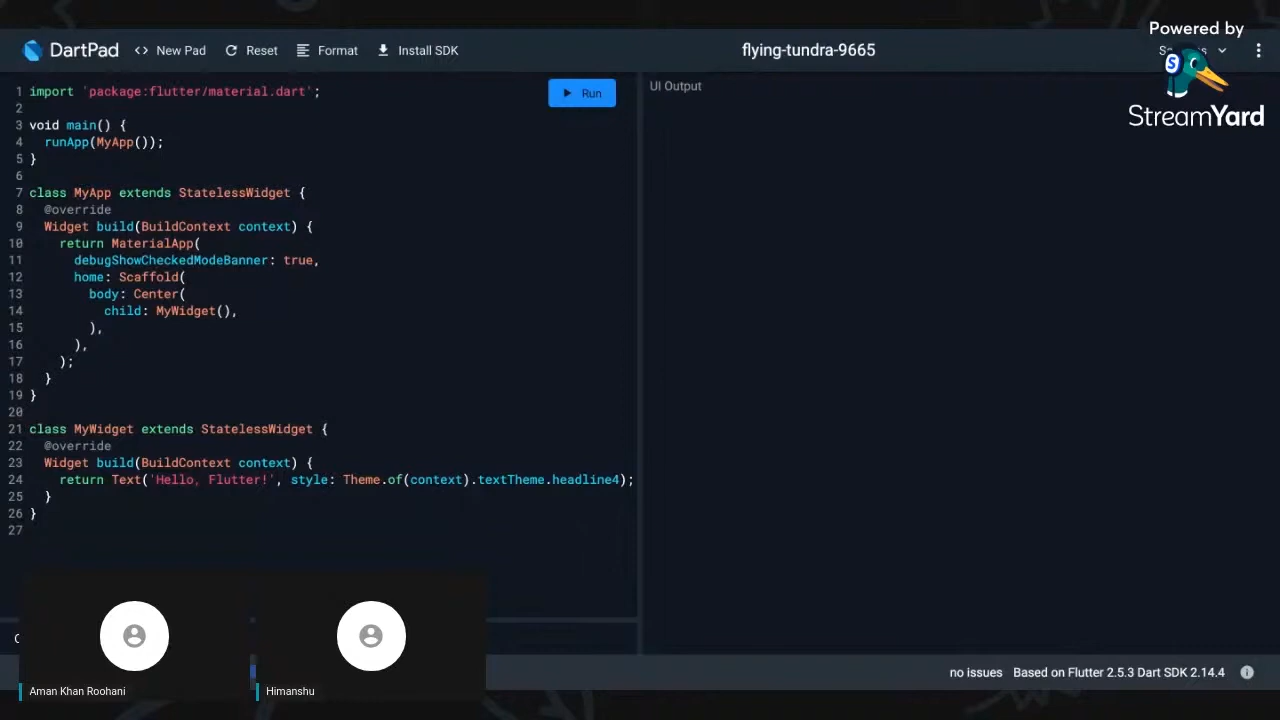 Powered by
StreamYard
DartPad
<> New Pad
Reset
Format
Install SDK
flying-tundra-9665
Run
UI Output
1 import 'package:flutter/material.dart';
2
3 void main() {
4 runApp(MyApp());
5 }
6
7 class MyApp extends StatelessWidget {
8 @override
9 Widget build(BuildContext context) {
10 return MaterialApp(
11 debugShowCheckedModeBanner: true,
12 home: Scaffold(
13 body: Center(
14 child: MyWidget(),
15 ),
16 ),
17 );
18 }
19 }
20
21 class MyWidget extends StatelessWidget {
22 @override
23 Widget build(BuildContext context) {
24 return Text('Hello, Flutter!', style: Theme.of(context).textTheme.headline4);
25 }
26 }
27
no issues Based on Flutter 2.5.3 Dart SDK 2.14.4
Aman Khan Roohani
Himanshu